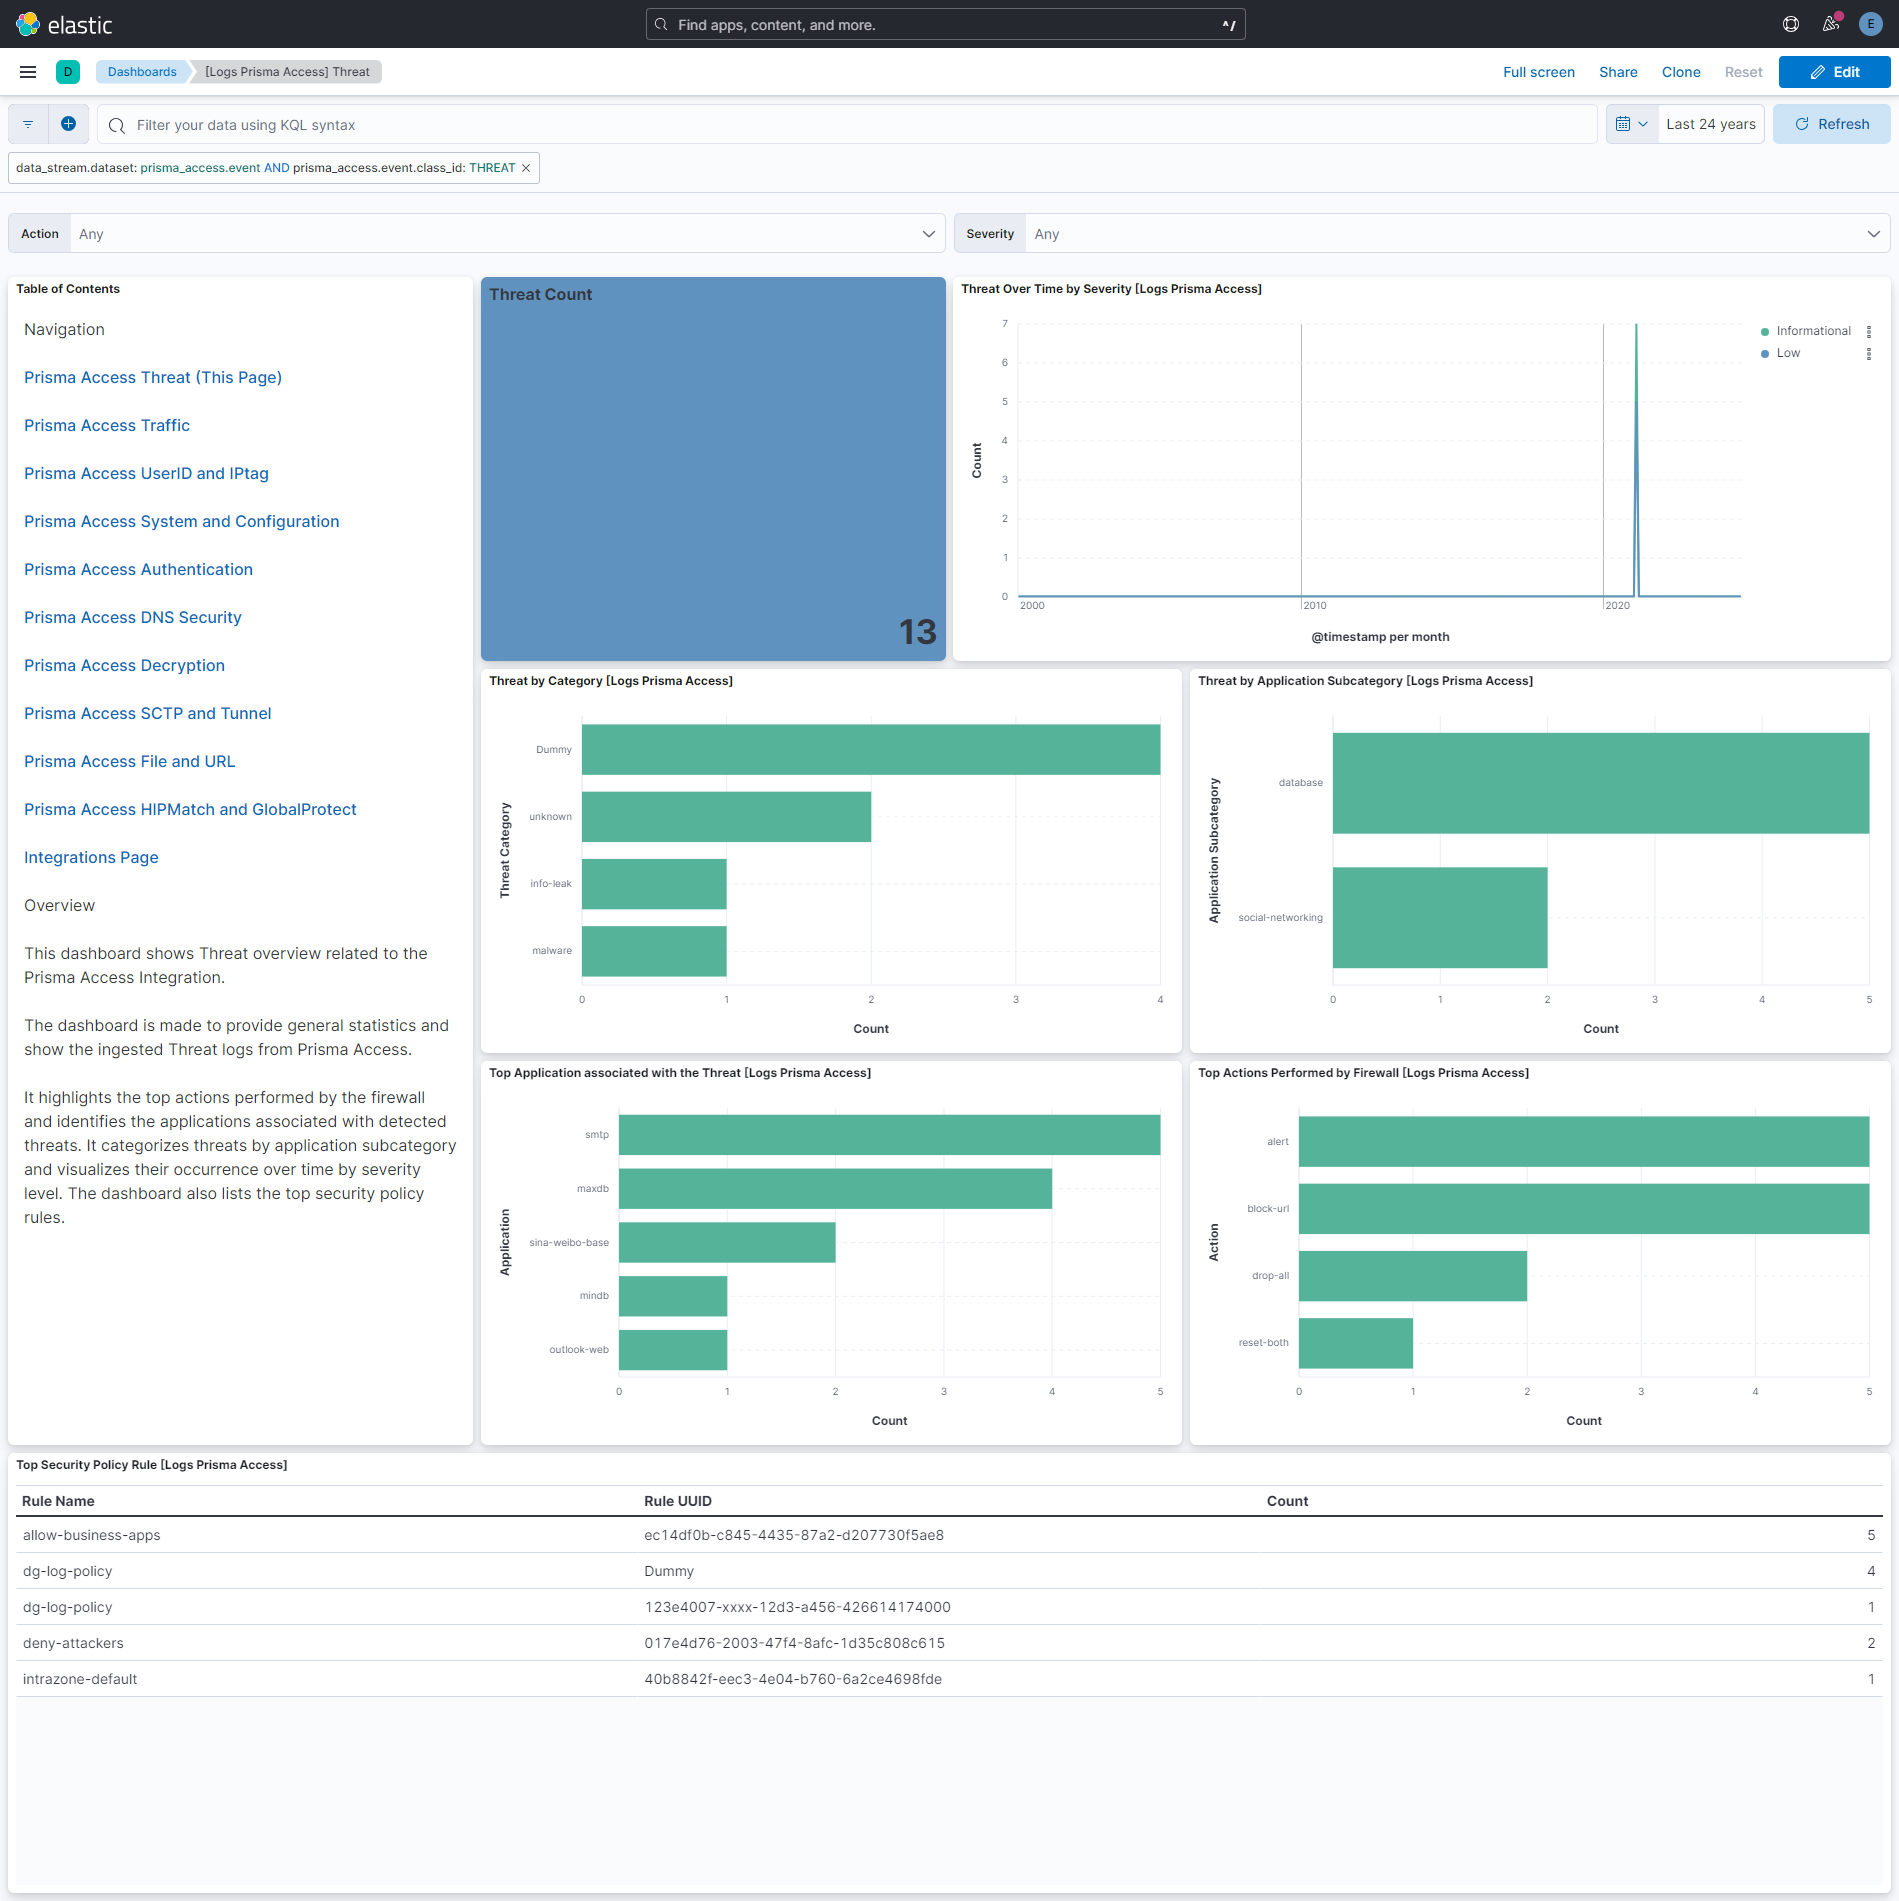 elastic
Find apps, content, and more.
^/
E
D
Dashboards
[Logs Prisma Access] Threat
Full screen
Share
Clone
Reset
Edit
Filter your data using KQL syntax
Last 24 years
Refresh
data_stream.dataset: prisma_access.event AND prisma_access.event.class_id: THREAT
Action
Any
Severity
Any
Table of Contents
Navigation
Prisma Access Threat (This Page)
Prisma Access Traffic
Prisma Access UserID and IPtag
Prisma Access System and Configuration
Prisma Access Authentication
Prisma Access DNS Security
Prisma Access Decryption
Prisma Access SCTP and Tunnel
Prisma Access File and URL
Prisma Access HIPMatch and GlobalProtect
Integrations Page
Overview
This dashboard shows Threat overview related to the
Prisma Access Integration.
The dashboard is made to provide general statistics and
show the ingested Threat logs from Prisma Access.
It highlights the top actions performed by the firewall
and identifies the applications associated with detected
threats. It categorizes threats by application subcategory
and visualizes their occurrence over time by severity
level. The dashboard also lists the top security policy
rules.
Threat Count
13
Threat Over Time by Severity [Logs Prisma Access]
7
6
5
4
3
2
1
0
Count
2000
2010
2020
@timestamp per month
Informational
Low
Threat by Category [Logs Prisma Access]
Threat Category
Dummy
unknown
info-leak
malware
0
1
2
3
4
Count
Threat by Application Subcategory [Logs Prisma Access]
Application Subcategory
database
social-networking
0
1
2
3
4
5
Count
Top Application associated with the Threat [Logs Prisma Access]
Application
smtp
maxdb
sina-weibo-base
mindb
outlook-web
0
1
2
3
4
5
Count
Top Actions Performed by Firewall [Logs Prisma Access]
Action
alert
block-url
drop-all
reset-both
0
1
2
3
4
5
Count
Top Security Policy Rule [Logs Prisma Access]
Rule Name
Rule UUID
Count
allow-business-apps
ec14df0b-c845-4435-87a2-d207730f5ae8
5
dg-log-policy
Dummy
4
dg-log-policy
123e4007-xxxx-12d3-a456-426614174000
1
deny-attackers
017e4d76-2003-47f4-8afc-1d35c808c615
2
intrazone-default
40b8842f-eec3-4e04-b760-6a2ce4698fde
1